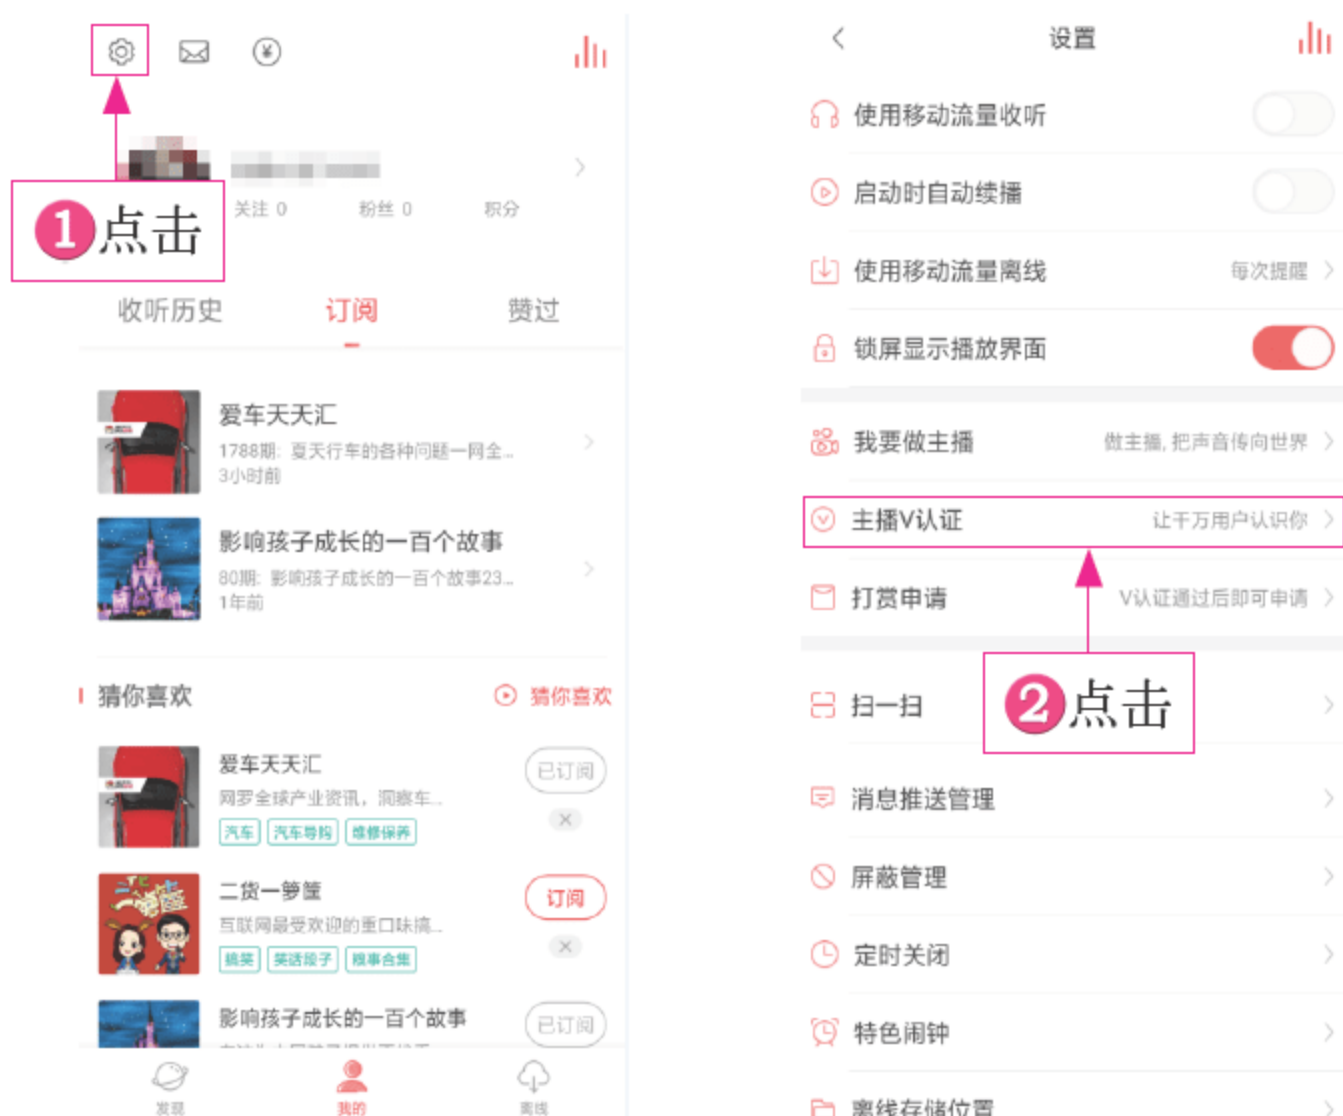 1 点击
关注 0
粉丝 0
积分
收听历史
订阅
赞过
爱车天天汇
1788期: 夏天行车的各种问题一网全...
3小时前
影响孩子成长的一百个故事
80期: 影响孩子成长的一百个故事23...
1年前
猜你喜欢
猜你喜欢
爱车天天汇
已订阅
网罗全球产业资讯，洞察车...
汽车
汽车导购
维修保养
二货一箩筐
订阅
互联网最受欢迎的重口味搞...
搞笑
笑话段子
糗事合集
影响孩子成长的一百个故事
已订阅
发现
我的
离线
设置
使用移动流量收听
启动时自动续播
使用移动流量离线
每次提醒
锁屏显示播放界面
我要做主播
做主播, 把声音传向世界
主播V认证
让千万用户认识你
打赏申请
V认证通过后即可申请
2 点击
扫一扫
消息推送管理
屏蔽管理
定时关闭
特色闹钟
离线存储位置